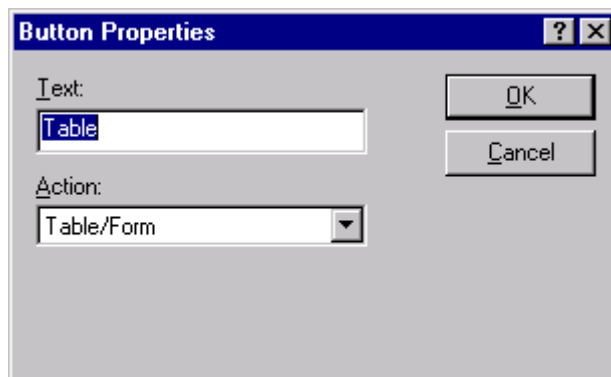 Button Properties
?
Text:
OK
Table
Cancel
Action:
Table/Form